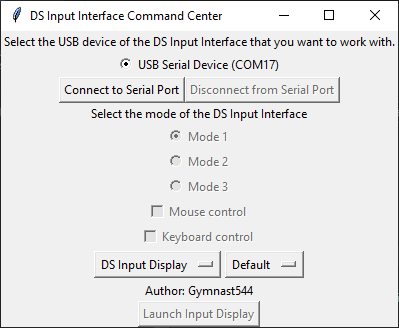 DS Input Interface Command Center
Select the USB device of the DS Input Interface that you want to work with.
USB Serial Device (COM17)
Connect to Serial Port Disconnect from Serial Port
Select the mode of the DS Input Interface
Mode 1
Mode 2
Mode 3
Mouse control
Keyboard control
DS Input Display Default
Author: Gymnast544
Launch Input Display